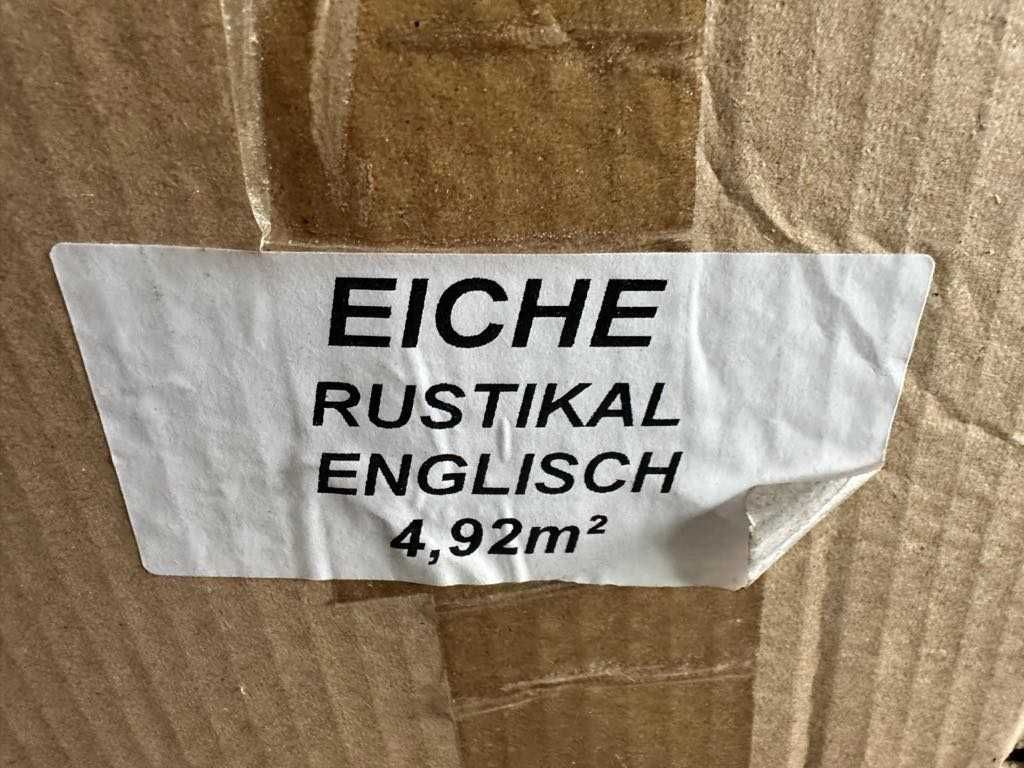 EICHE
RUSTIKAL
ENGLISCH
4,92m²